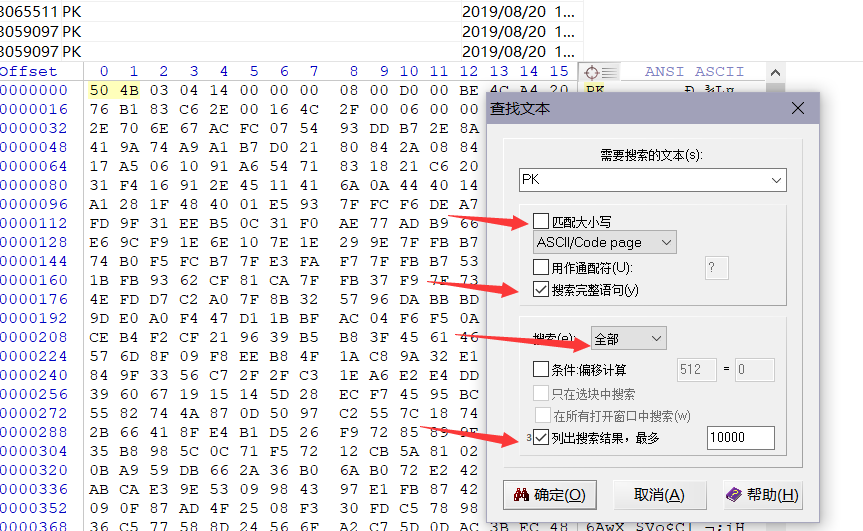 3065511 PK 2019/08/20 1...
3059097 PK 2019/08/20 1...
3059097 PK 2019/08/20 1...
Offset 0 1 2 3 4 5 6 7 8 9 10 11 12 13 14 15 ANSI ASCII
0000000 50 4B 03 04 14 00 00 00 08 00 D0 00 BE 4C A4 20 PK
0000016 76 B1 83 C6 2E 00 16 4C 2F 00 06 00 00
0000032 2E 70 6E 67 AC FC 07 54 93 DD B7 2E 8A
0000048 41 9A 74 A9 A1 B7 D0 21 80 84 2A 08 84
0000064 17 A5 06 10 91 A6 54 71 83 18 21 C6 20
0000080 31 F4 16 91 2E 45 11 41 6A 0A 44 40 14
0000096 A1 28 1F 48 40 01 E5 93 7F FC F6 DE A7
0000112 FD 9F 31 EE B5 0C 31 F0 AE 77 AD B9 66
0000128 E6 9C F9 1E 6E 10 7E 1E 29 9E 7F FB B7
0000144 74 B0 F5 FC B7 7F E3 FA F7 7F FB B7 53
0000160 1B FB 93 62 CF 81 CA 7F FB 37 F9 7F 73
0000176 4E FD D7 C2 A0 7F 8B 32 57 96 DA BB BD
0000192 9D E0 A0 F4 47 D1 1B BF AC 04 F6 F5 0A
0000208 CE B4 F2 CF 21 96 39 B5 B8 3F 45 61 46
0000224 57 6D 8F 09 F8 EE B8 4F 1A C8 9A 32 E1
0000240 84 9F 33 56 C7 2F 2F C3 1E A6 E2 E4 DD
0000256 39 60 67 19 15 14 5D 28 EC F7 45 95 BC
0000272 55 82 74 4A 87 0D 50 97 C2 55 7C 18 74
0000288 2B 66 41 8F E4 B1 D5 26 F9 72 85 89 9E
0000304 35 B8 98 5C 0C 71 F5 72 12 CB 5A 81 02
0000320 0B A9 59 DB 66 2A 36 B0 6A B0 72 E2 42
0000336 AB CA E3 9E 53 09 98 43 97 E1 FB 87 42
0000352 09 0F 87 AD 4F 25 08 F3 30 FD C5 78 98
0000368 36 C5 77 58 8D 24 56 6F A2 C7 5D 0D AC 3B EC 48
查找文本
需要搜索的文本(s):
PK
匹配大小写
ASCII/Code page
用作通配符(U): ?
搜索完整语句(y)
搜索(e): 全部
条件:偏移计算 512 = 0
只在选块中搜索
在所有打开窗口中搜索(w)
3 列出搜索结果，最多 10000
确定(O) 取消(A) 帮助(H)